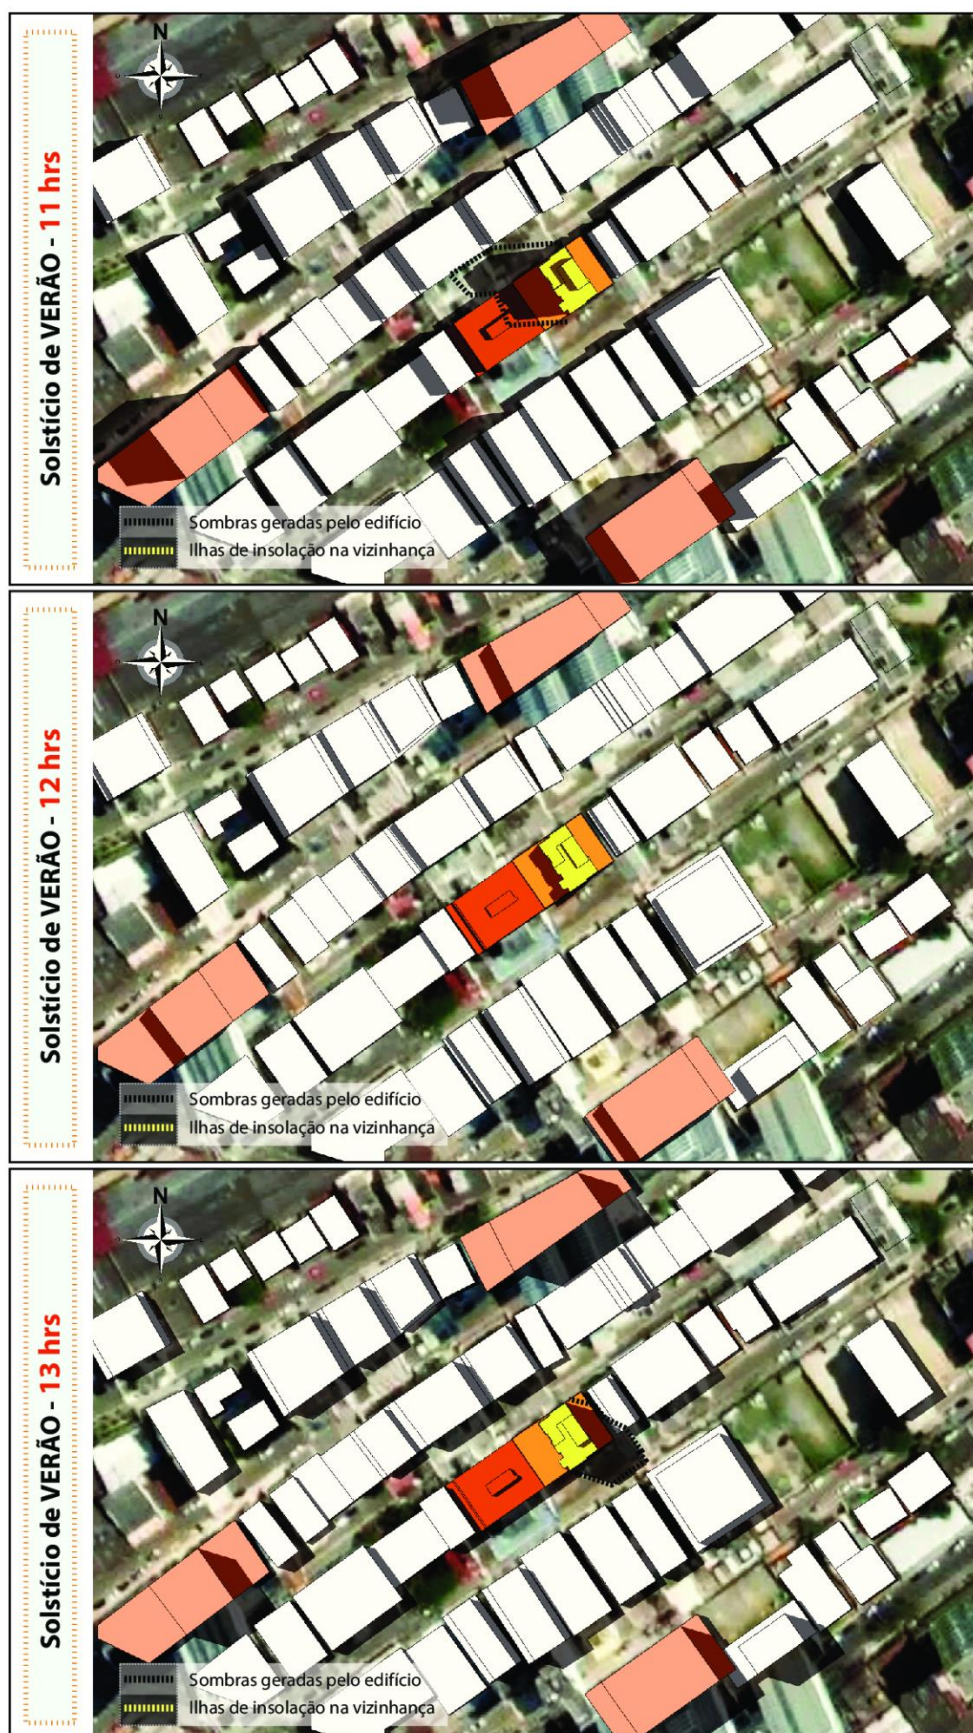 Solstício de VERÃO - 11 hrs
N
Sombras geradas pelo edifício
Ilhas de insolação na vizinhança
Solstício de VERÃO - 12 hrs
N
Sombras geradas pelo edifício
Ilhas de insolação na vizinhança
Solstício de VERÃO - 13 hrs
N
Sombras geradas pelo edifício
Ilhas de insolação na vizinhança